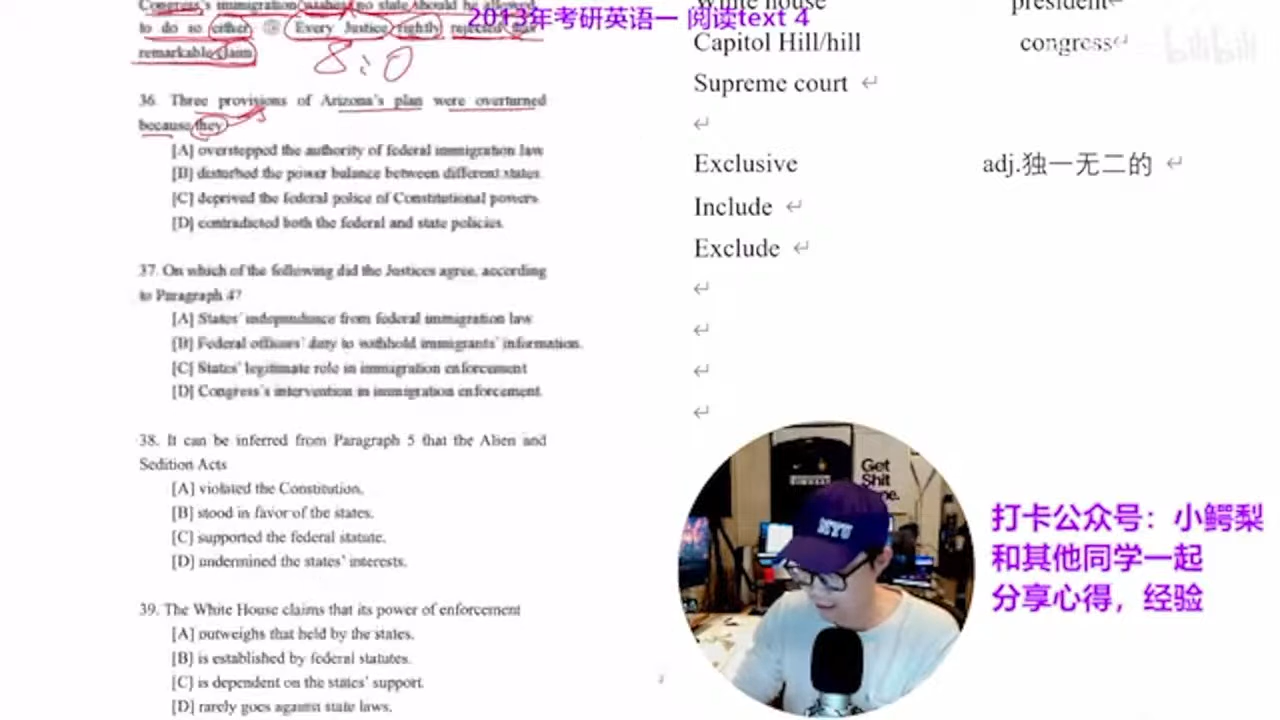 Congress's immigration wishes, no state should be allowed
to do so either. Every Justice rightly rejected
remarkable claim
8:0
36. Three provisions of Arizona's plan were overturned
because they
[A] overstepped the authority of federal immigration law
[B] disturbed the power balance between different states.
[C] deprived the federal police of Constitutional powers.
[D] contradicted both the federal and state policies.
37. On which of the following did the Justices agree, according
to Paragraph 4?
[A] States' independence from federal immigration law
[B] Federal officers' duty to withhold immigrants' information.
[C] States' legitimate role in immigration enforcement
[D] Congress's intervention in immigration enforcement.
38. It can be inferred from Paragraph 5 that the Alien and
Sedition Acts
[A] violated the Constitution.
[B] stood in favor of the states.
[C] supported the federal statute.
[D] undermined the states' interests.
39. The White House claims that its power of enforcement
[A] outweighs that held by the states.
[B] is established by federal statutes.
[C] is dependent on the states' support.
[D] rarely goes against state laws.
2013年考研英语一 阅读text 4
White house president
Capitol Hill/hill congress
Supreme court
Exclusive adj.独一无二的
Include
Exclude
bilibili
Get
Shit
NYU
打卡公众号：小鳄梨
和其他同学一起
分享心得，经验